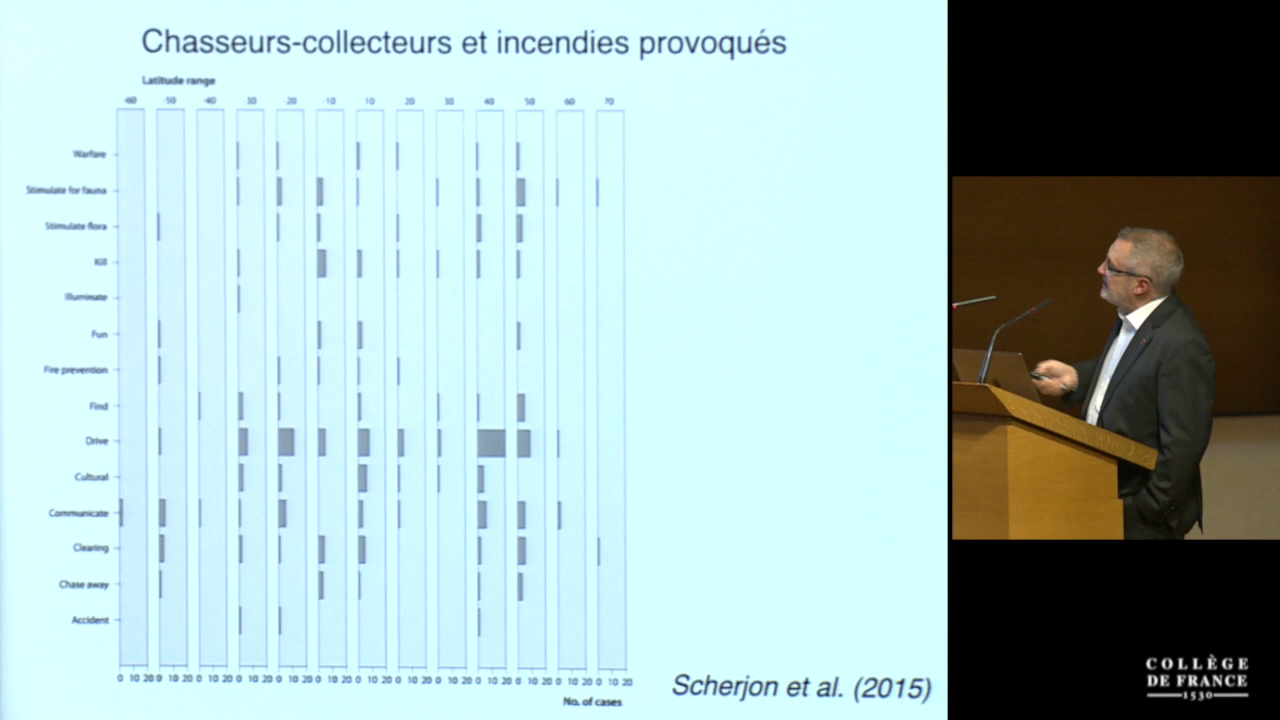 Chasseurs-collecteurs et incendies provoqués
Latitude range
-60 -50 -40 30 -20 -10 10 20 30 40 50 60 70
Warfare
Stimulate for fauna
Stimulate flora
Kill
Illuminate
Fun
Fire prevention
Find
Drive
Cultural
Communicate
Clearing
Chase away
Accident
0 10 20 0 10 20 0 10 20 0 10 20 0 10 20 0 10 20 0 10 20 0 10 20 0 10 20 0 10 20 0 10 20 0 10 20 0 10 20
No. of cases
Scherjon et al. (2015)
COLLÈGE
DE FRANCE
1530